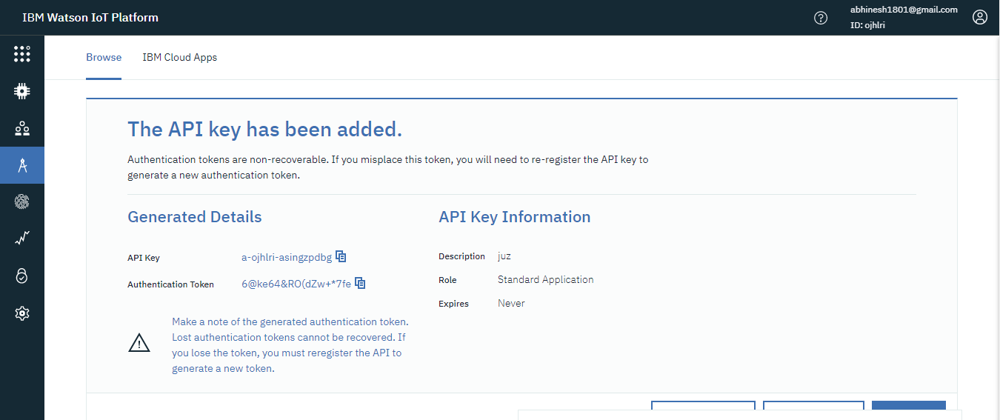 IBM Watson IoT Platform
abhinesh1801@gmail.com
ID: ojhlri
Browse
IBM Cloud Apps
The API key has been added.
Authentication tokens are non-recoverable. If you misplace this token, you will need to re-register the API key to
generate a new authentication token.
Generated Details
API Key a-ojhlri-asingzpdbg
Authentication Token 6@ke64&RO(dZw+*7fe
Make a note of the generated authentication token.
Lost authentication tokens cannot be recovered. If
you lose the token, you must reregister the API to
generate a new token.
API Key Information
Description juz
Role Standard Application
Expires Never